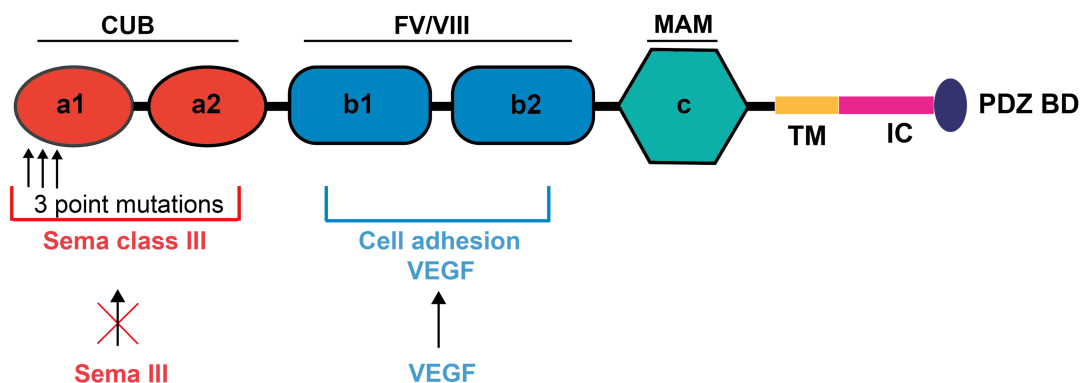 CUB
FV/VIII
MAM
a1
a2
b1
b2
c
PDZ BD
TM
IC
3 point mutations
Sema class III
Cell adhesion
VEGF
Sema III
VEGF